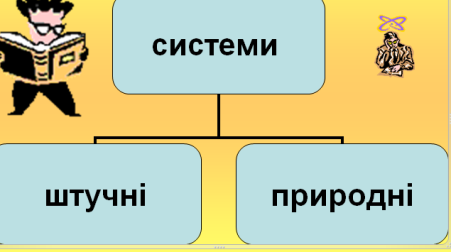 системи
штучні
природні